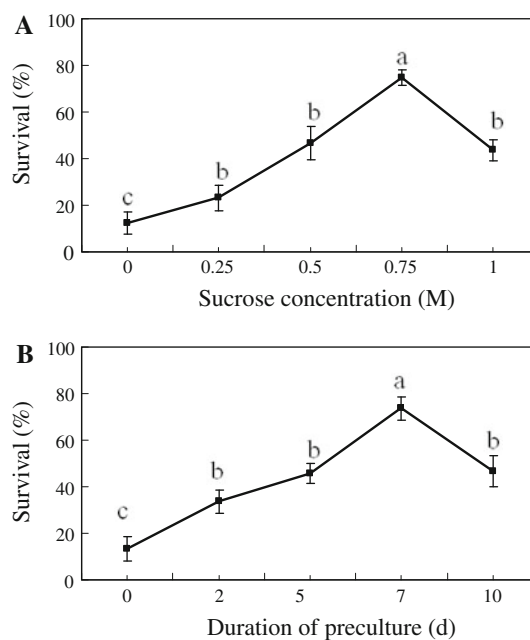 A
100
80
60
40
20
0
Survival (%)
c
b
b
a
b
0 0.25 0.5 0.75 1
Sucrose concentration (M)
B
100
80
60
40
20
0
Survival (%)
c
b
b
a
b
0 2 5 7 10
Duration of preculture (d)